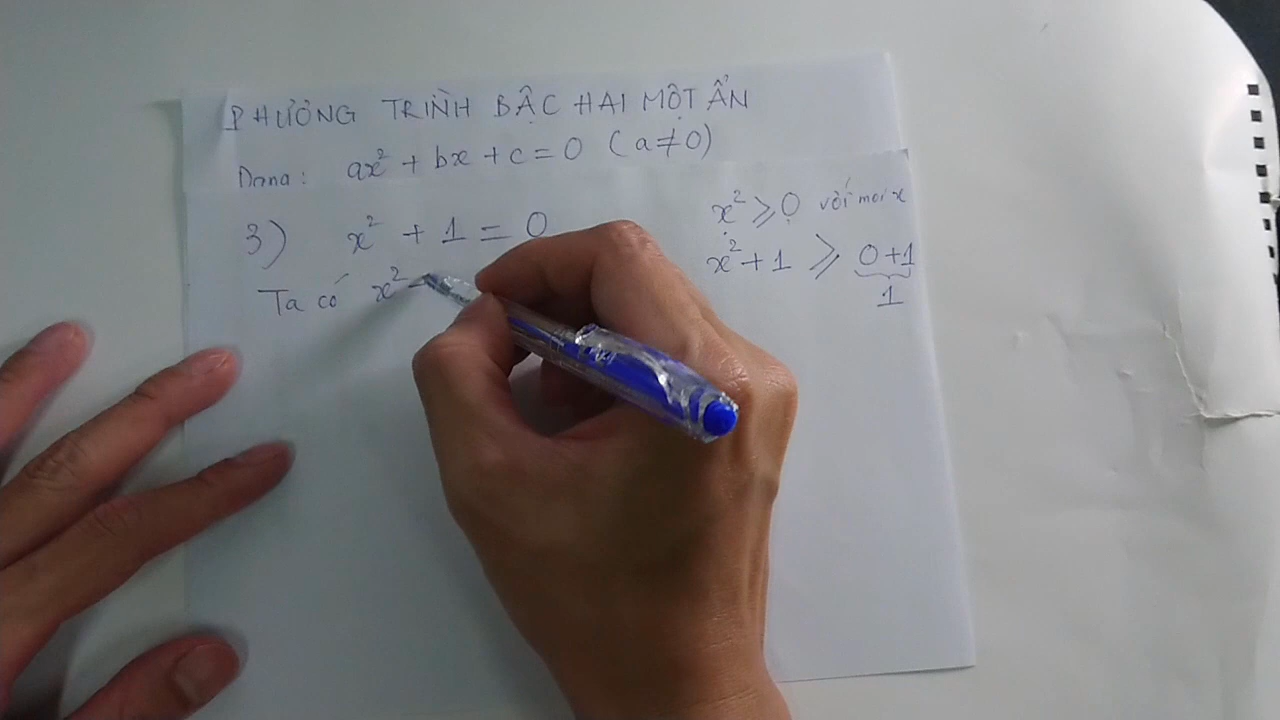 PHƯƠNG TRÌNH BẬC HAI MỘT ẨN
Dạng: ax² + bx + c = 0 (a ≠ 0)
3) x² + 1 = 0
Ta có x²
x² ⩾ 0 với mọi x
x² + 1 ⩾ 0 + 1
1